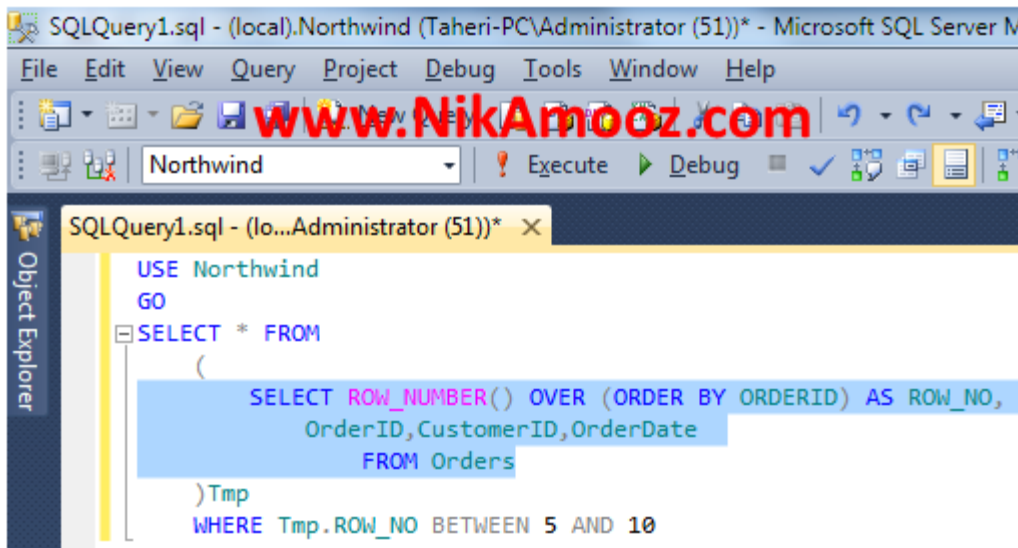 SQLQuery1.sql - (local).Northwind (Taheri-PC\Administrator (51))* - Microsoft SQL Server M
File Edit View Query Project Debug Tools Window Help
New Query
www.NikAmooz.com
Northwind Execute Debug
SQLQuery1.sql - (lo...Administrator (51))*
Object Explorer
USE Northwind
GO
SELECT * FROM
(
SELECT ROW_NUMBER() OVER (ORDER BY ORDERID) AS ROW_NO,
OrderID,CustomerID,OrderDate
FROM Orders
)Tmp
WHERE Tmp.ROW_NO BETWEEN 5 AND 10